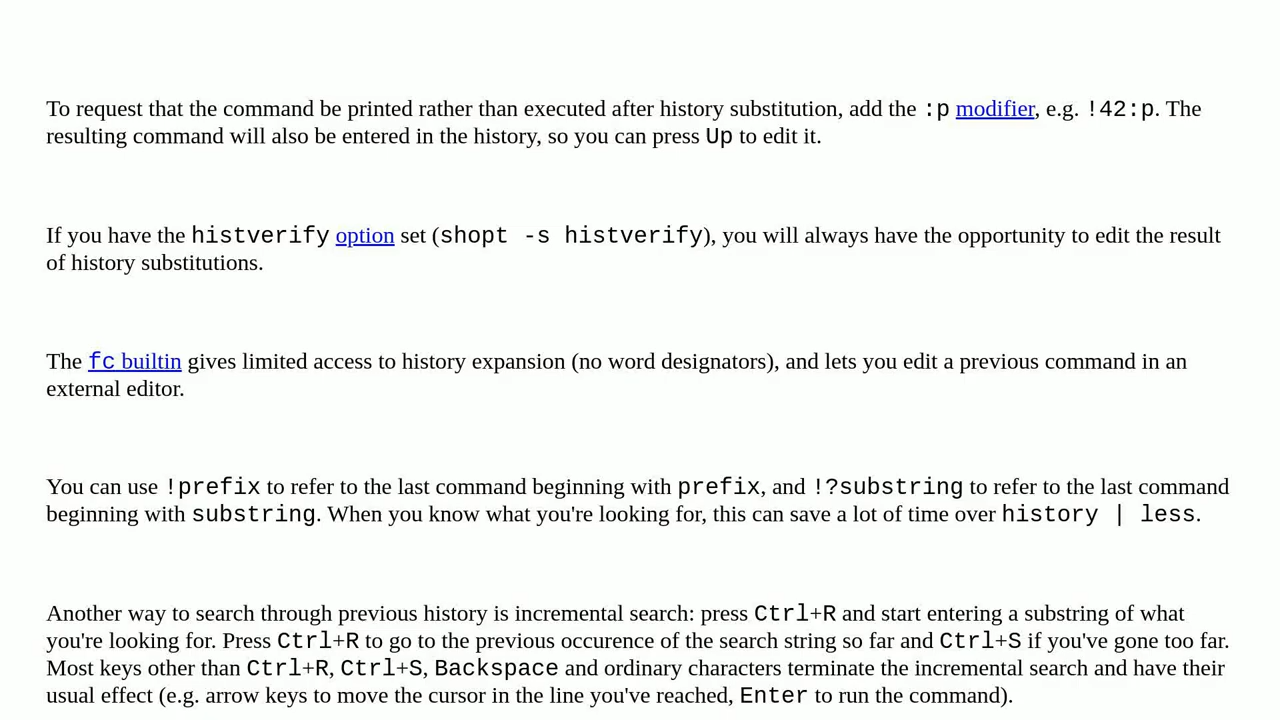 To request that the command be printed rather than executed after history substitution, add the :p modifier, e.g. !42:p. The
resulting command will also be entered in the history, so you can press Up to edit it.
If you have the histverify option set (shopt -s histverify), you will always have the opportunity to edit the result
of history substitutions.
The fc builtin gives limited access to history expansion (no word designators), and lets you edit a previous command in an
external editor.
You can use !prefix to refer to the last command beginning with prefix, and !?substring to refer to the last command
beginning with substring. When you know what you're looking for, this can save a lot of time over history | less.
Another way to search through previous history is incremental search: press Ctrl+R and start entering a substring of what
you're looking for. Press Ctrl+R to go to the previous occurence of the search string so far and Ctrl+S if you've gone too far.
Most keys other than Ctrl+R, Ctrl+S, Backspace and ordinary characters terminate the incremental search and have their
usual effect (e.g. arrow keys to move the cursor in the line you've reached, Enter to run the command).